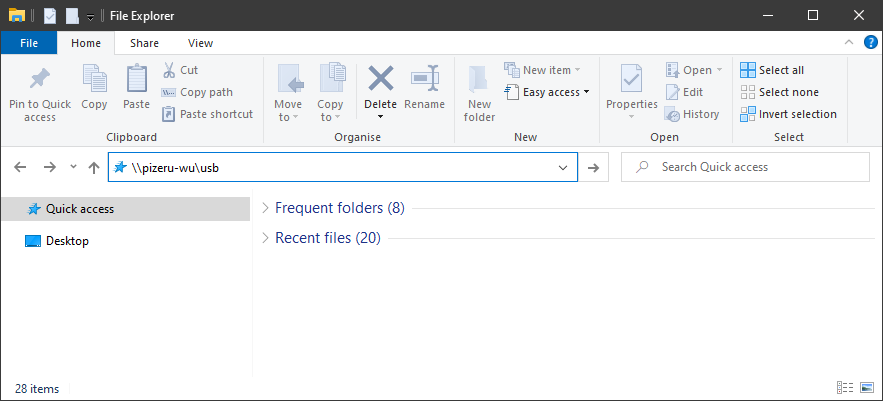 File Explorer
File Home Share View
Pin to Quick access
Copy
Paste
Cut
Copy path
Paste shortcut
Clipboard
Move to
Copy to
Delete
Rename
Organise
New folder
New item
Easy access
New
Properties
Open
Edit
History
Open
Select all
Select none
Invert selection
Select
\\pizeru-wu\usb
Search Quick access
Quick access
Desktop
Frequent folders (8)
Recent files (20)
28 items